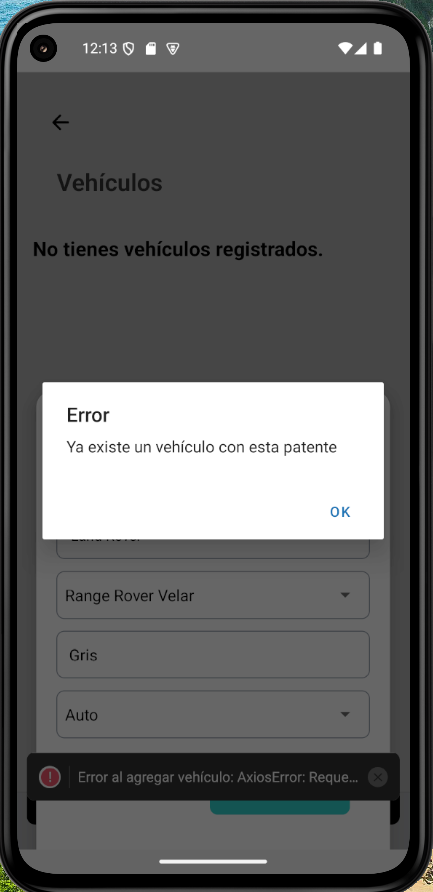 12:13
Vehículos
No tienes vehículos registrados.
Error
Ya existe un vehículo con esta patente
OK
Range Rover Velar
Gris
Auto
Error al agregar vehículo: AxiosError: Reque...